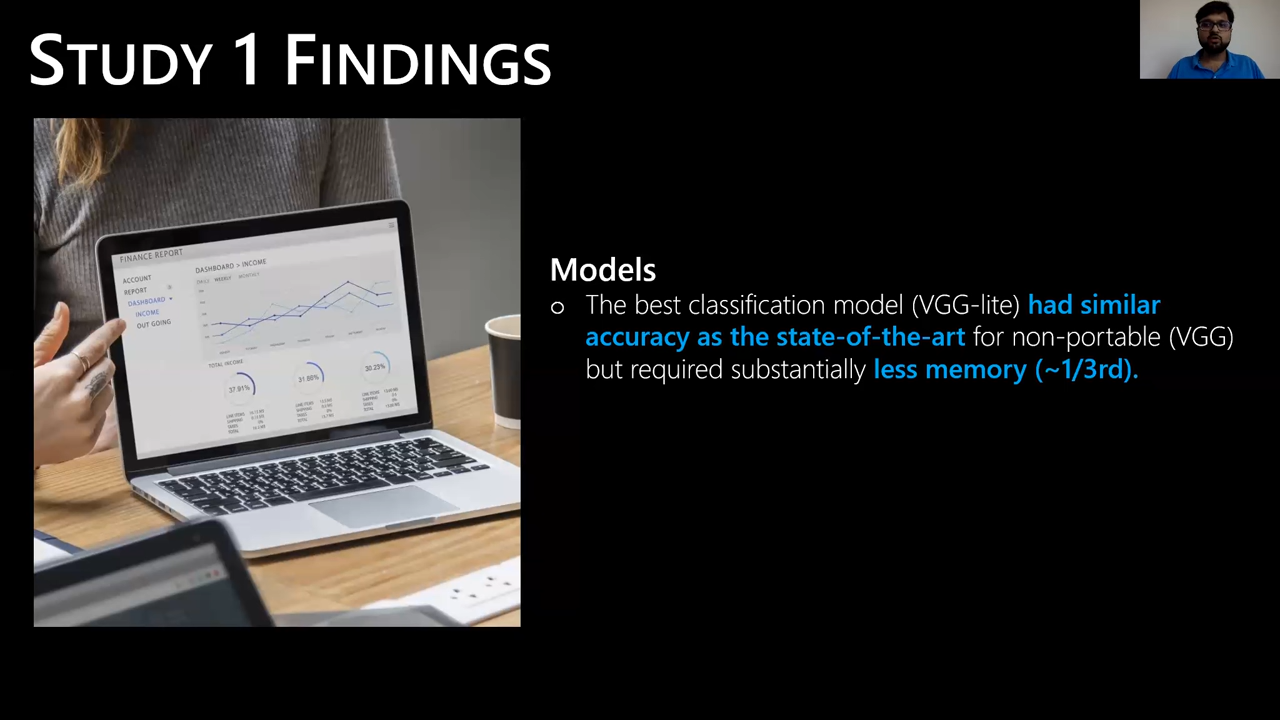 STUDY 1 FINDINGS
FINANCE REPORT
ACCOUNT
REPORT
DASHBOARD
INCOME
OUT GOING
DASHBOARD > INCOME
WEEKLY
TOTAL INCOME
37.91%
31.88%
30.23%
Models
The best classification model (VGG-lite) had similar
accuracy as the state-of-the-art for non-portable (VGG)
but required substantially less memory (~1/3rd).